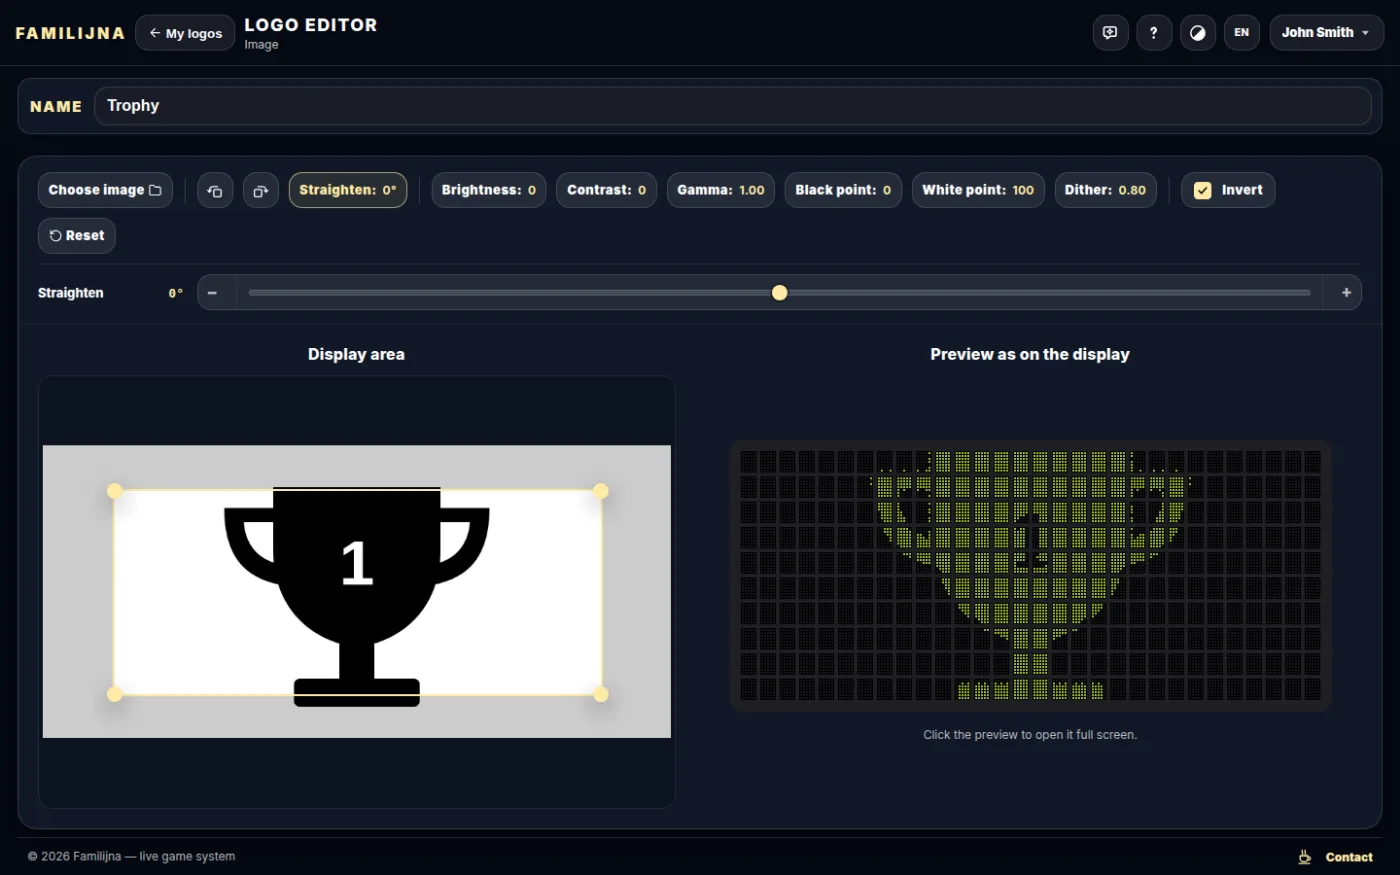 FAMILIJNA
← My logos
LOGO EDITOR
Image
?
EN
John Smith
NAME
Trophy
Choose image
Straighten: 0°
Brightness: 0
Contrast: 0
Gamma: 1.00
Black point: 0
White point: 100
Dither: 0.80
Invert
Reset
Straighten
0°
−
+
Display area
Preview as on the display
1
1
Click the preview to open it full screen.
© 2026 Familijna — live game system
Contact